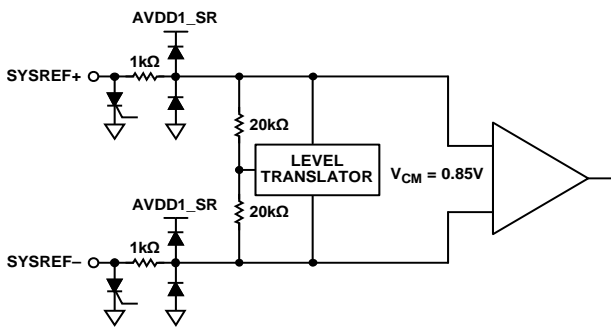 AVDD1_SR
1kΩ
SYSREF+
20kΩ
LEVEL
TRANSLATOR
VCM = 0.85V
20kΩ
AVDD1_SR
1kΩ
SYSREF−